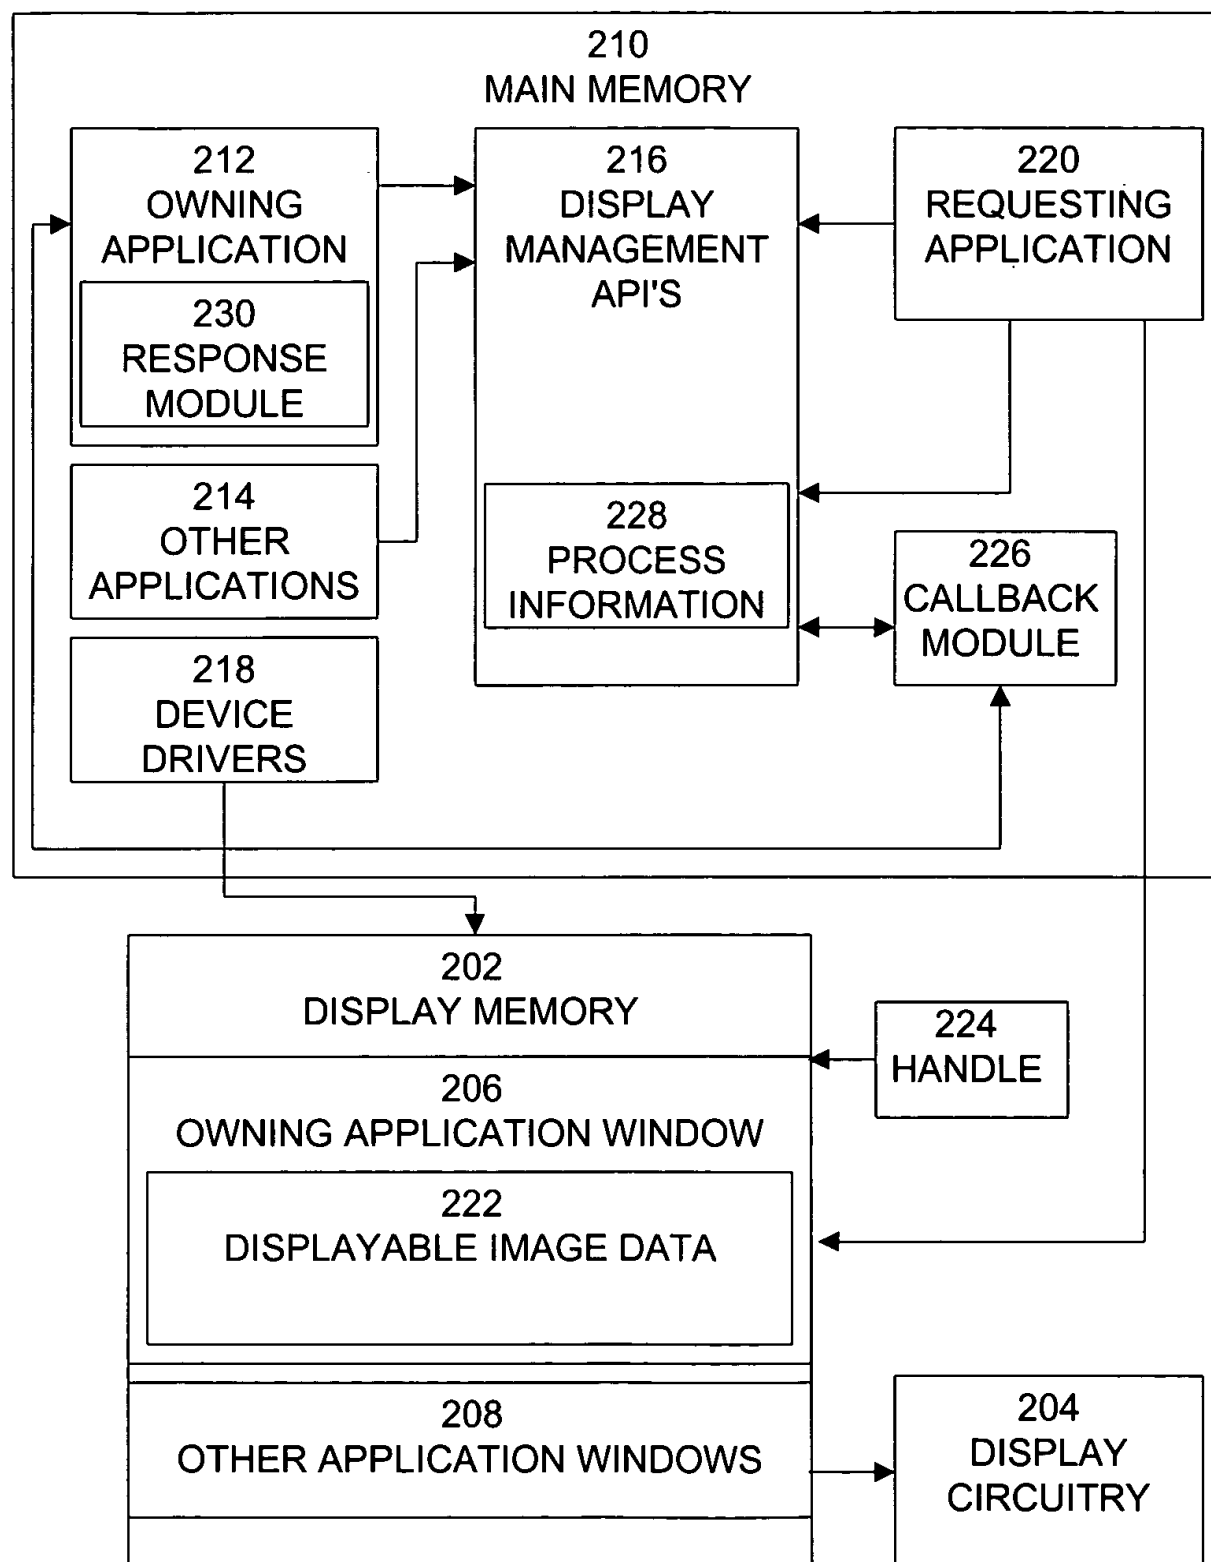 210
MAIN MEMORY
212
OWNING
APPLICATION
230
RESPONSE
MODULE
214
OTHER
APPLICATIONS
218
DEVICE
DRIVERS
216
DISPLAY
MANAGEMENT
API'S
228
PROCESS
INFORMATION
220
REQUESTING
APPLICATION
226
CALLBACK
MODULE
202
DISPLAY MEMORY
224
HANDLE
206
OWNING APPLICATION WINDOW
222
DISPLAYABLE IMAGE DATA
208
OTHER APPLICATION WINDOWS
204
DISPLAY
CIRCUITRY